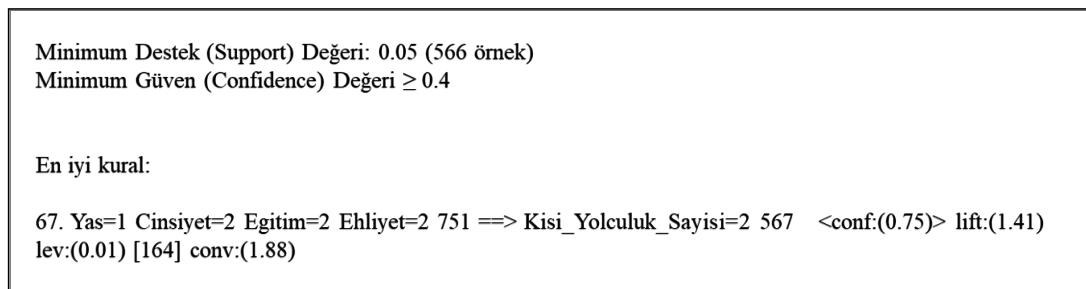 Minimum Destek (Support) Değeri: 0.05 (566 örnek)
Minimum Güven (Confidence) Değeri ≥ 0.4
En iyi kural:
67. Yas=1 Cinsiyet=2 Egitim=2 Ehliyet=2 751 ==> Kisi_Yolculuk_Sayisi=2 567 <conf:(0.75)> lift:(1.41)
lev:(0.01) [164] conv:(1.88)